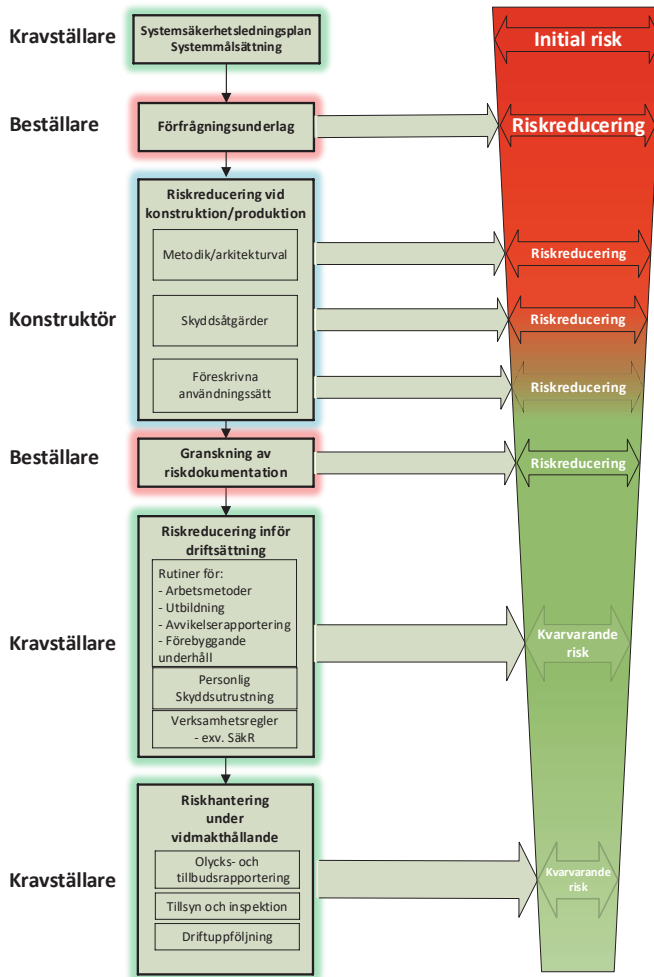 Kravställare
Systemsäkerhetsledningsplan
Systemmålsättning
Initial risk
Beställare
Förfrågningsunderlag
Riskreducering
Riskreducering vid
konstruktion/produktion
Metodik/arkitekturval
Riskreducering
Konstruktör
Skyddsåtgärder
Riskreducering
Föreskrivna
användningssätt
Riskreducering
Beställare
Granskning av
riskdokumentation
Riskreducering
Riskreducering inför
driftsättning
Rutiner för:
- Arbetsmetoder
- Utbildning
- Avvikelserapportering
- Förebyggande
underhåll
Kravställare
Kvarvarande
risk
Personlig
Skyddsutrustning
Verksamhetsregler
- exv. SäkR
Riskhantering
under
vidmakthållande
Olycks- och
tillbudsrapportering
Kravställare
Kvarvarande
risk
Tillsyn och inspektion
Driftuppföljning